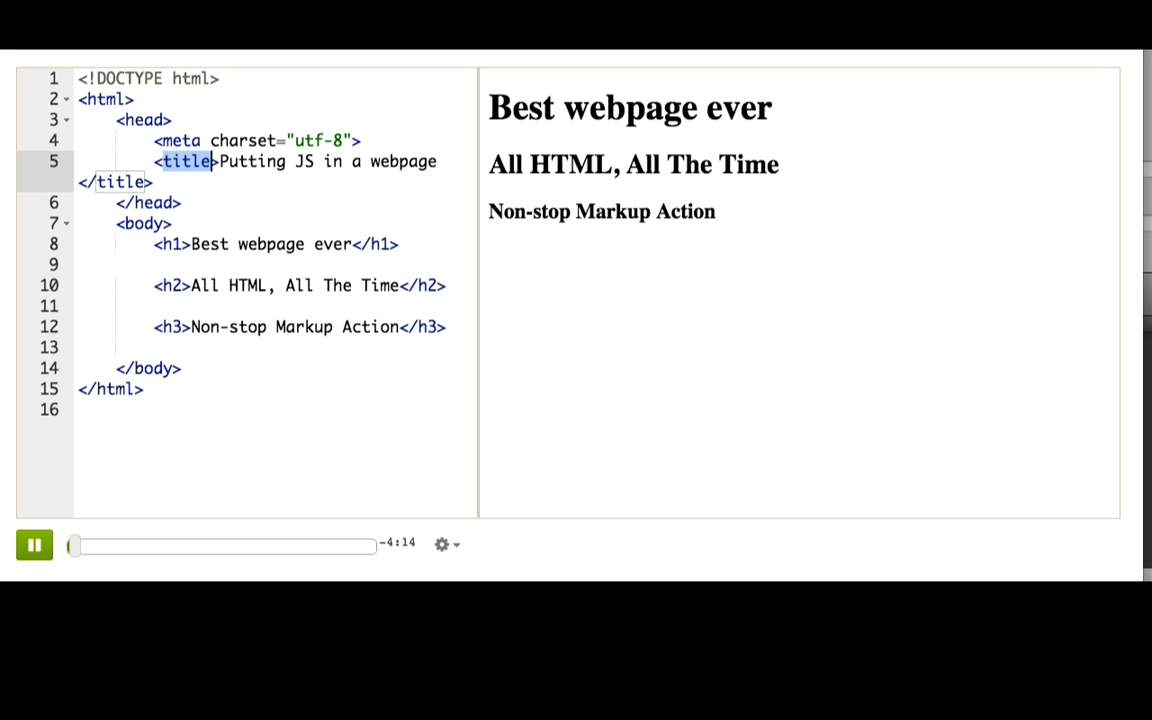 1 <!DOCTYPE html>
2 <html>
3 <head>
4 <meta charset="utf-8">
5 <title>Putting JS in a webpage
</title>
6 </head>
7 <body>
8 <h1>Best webpage ever</h1>
9
10 <h2>All HTML, All The Time</h2>
11
12 <h3>Non-stop Markup Action</h3>
13
14 </body>
15 </html>
16
Best webpage ever
All HTML, All The Time
Non-stop Markup Action
-4:14